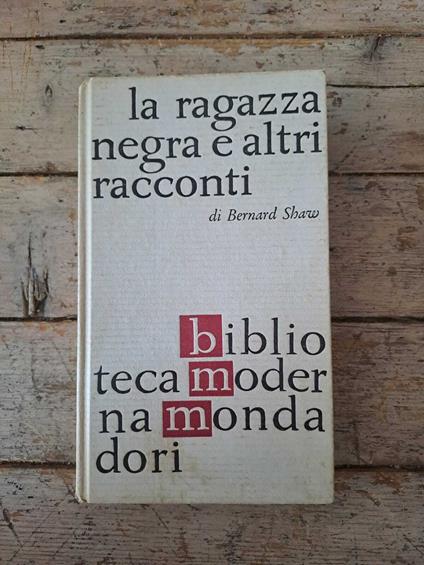 la ragazza
negra e altri
racconti
di Bernard Shaw
biblio
teca moder
na monda
dori